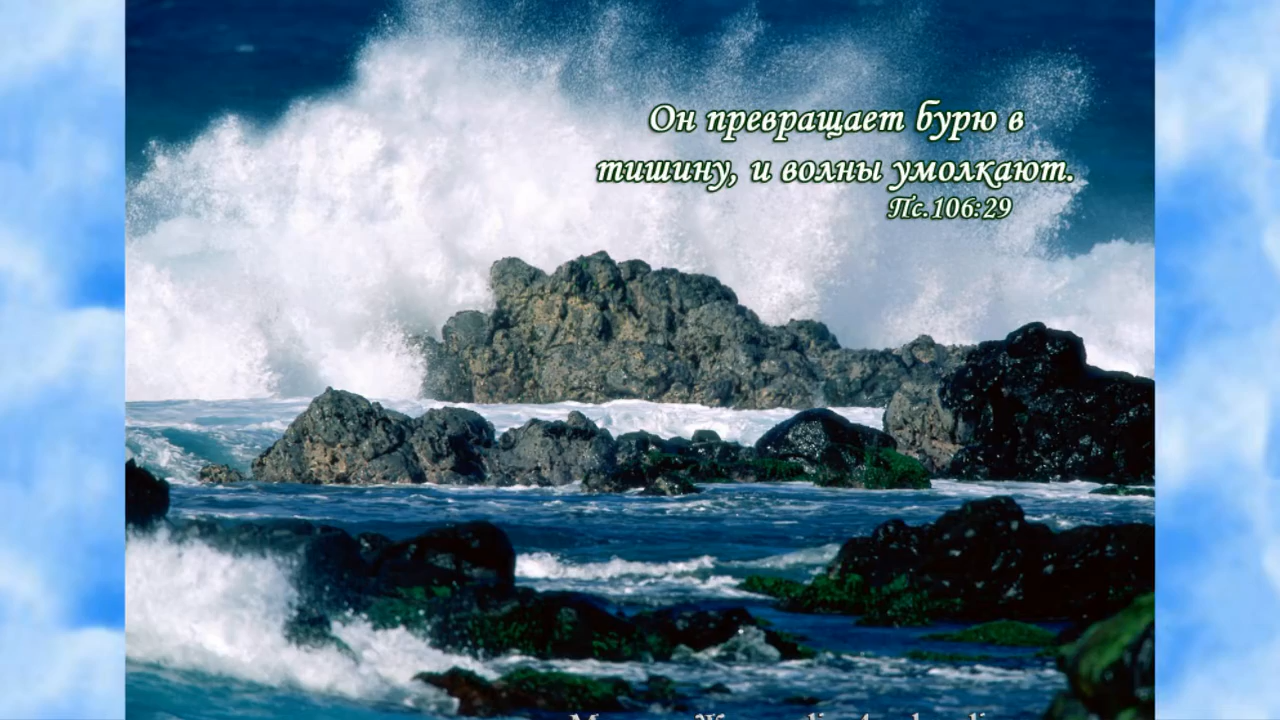 Он превращает бурю в
тишину, и волны умолкают.
Пс.106:29